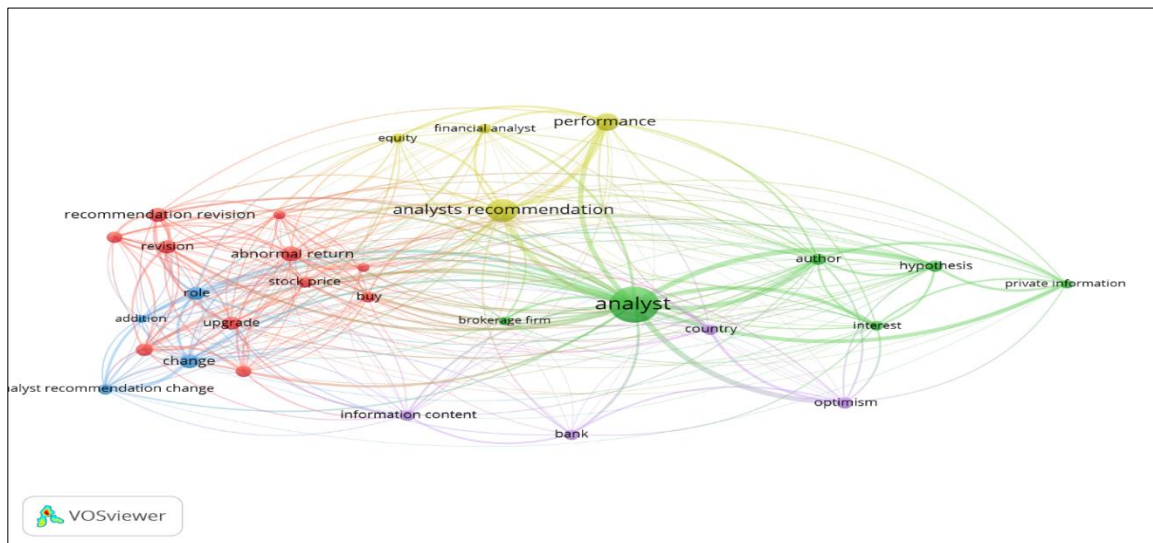 performance
financial analyst
equity
analysts recommendation
recommendation revision
revision
abnormal return
author
hypothesis
stock price
private information
role
buy
analyst
addition
brokerage firm
upgrade
country
interest
change
nalyst recommendation change
optimism
information content
bank
VOSviewer